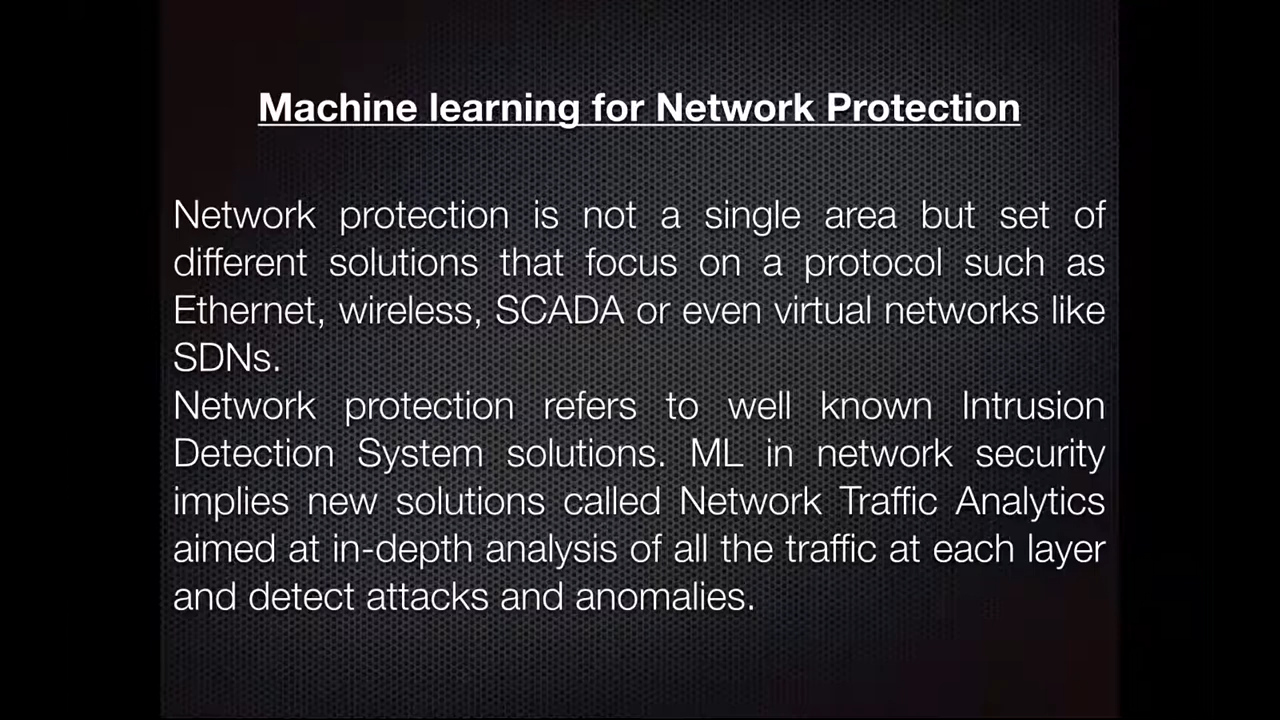 Machine learning for Network Protection
Network protection is not a single area but set of
different solutions that focus on a protocol such as
Ethernet, wireless, SCADA or even virtual networks like
SDNs.
Network protection refers to well known Intrusion
Detection System solutions. ML in network security
implies new solutions called Network Traffic Analytics
aimed at in-depth analysis of all the traffic at each layer
and detect attacks and anomalies.